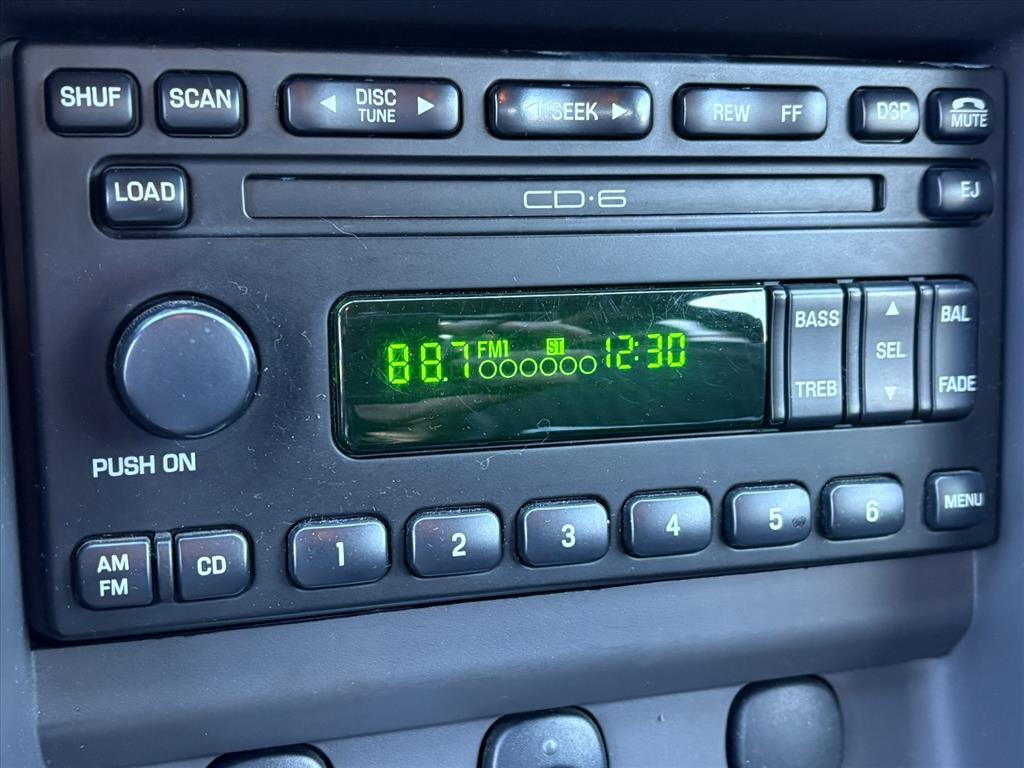 SHUF
SCAN
DISC
TUNE
SEEK
REW FF
DSP
MUTE
LOAD
CD·6
EJ
88.7 FM1 ST 12:30
BASS
TREB
SEL
BAL
FADE
PUSH ON
AM
FM
CD
1
2
3
4
5
6
MENU